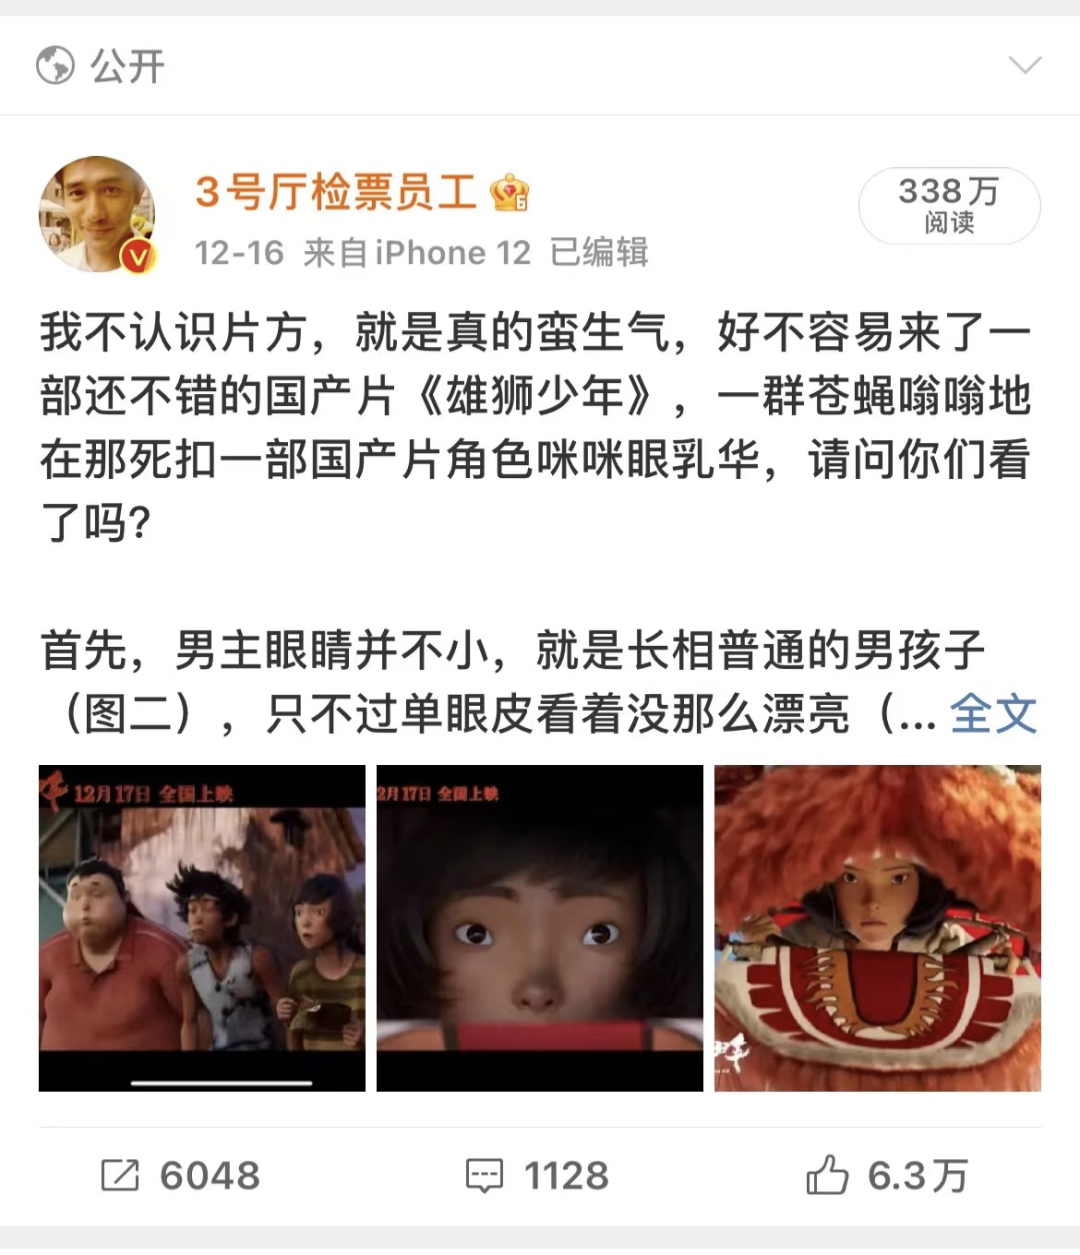 公开
3号厅检票员工
338万
阅读
12-16 来自iPhone 12 已编辑
我不认识片方，就是真的蛮生气，好不容易来了一
部还不错的国产片《雄狮少年》，一群苍蝇嗡嗡地
在那死扣一部国产片角色咪咪眼乳华，请问你们看
了吗？
首先，男主眼睛并不小，就是长相普通的男孩子
（图二），只不过单眼皮看着没那么漂亮（... 全文
年 12月17日 全国上映
2月17日 全国上映
6048
1128
6.3万